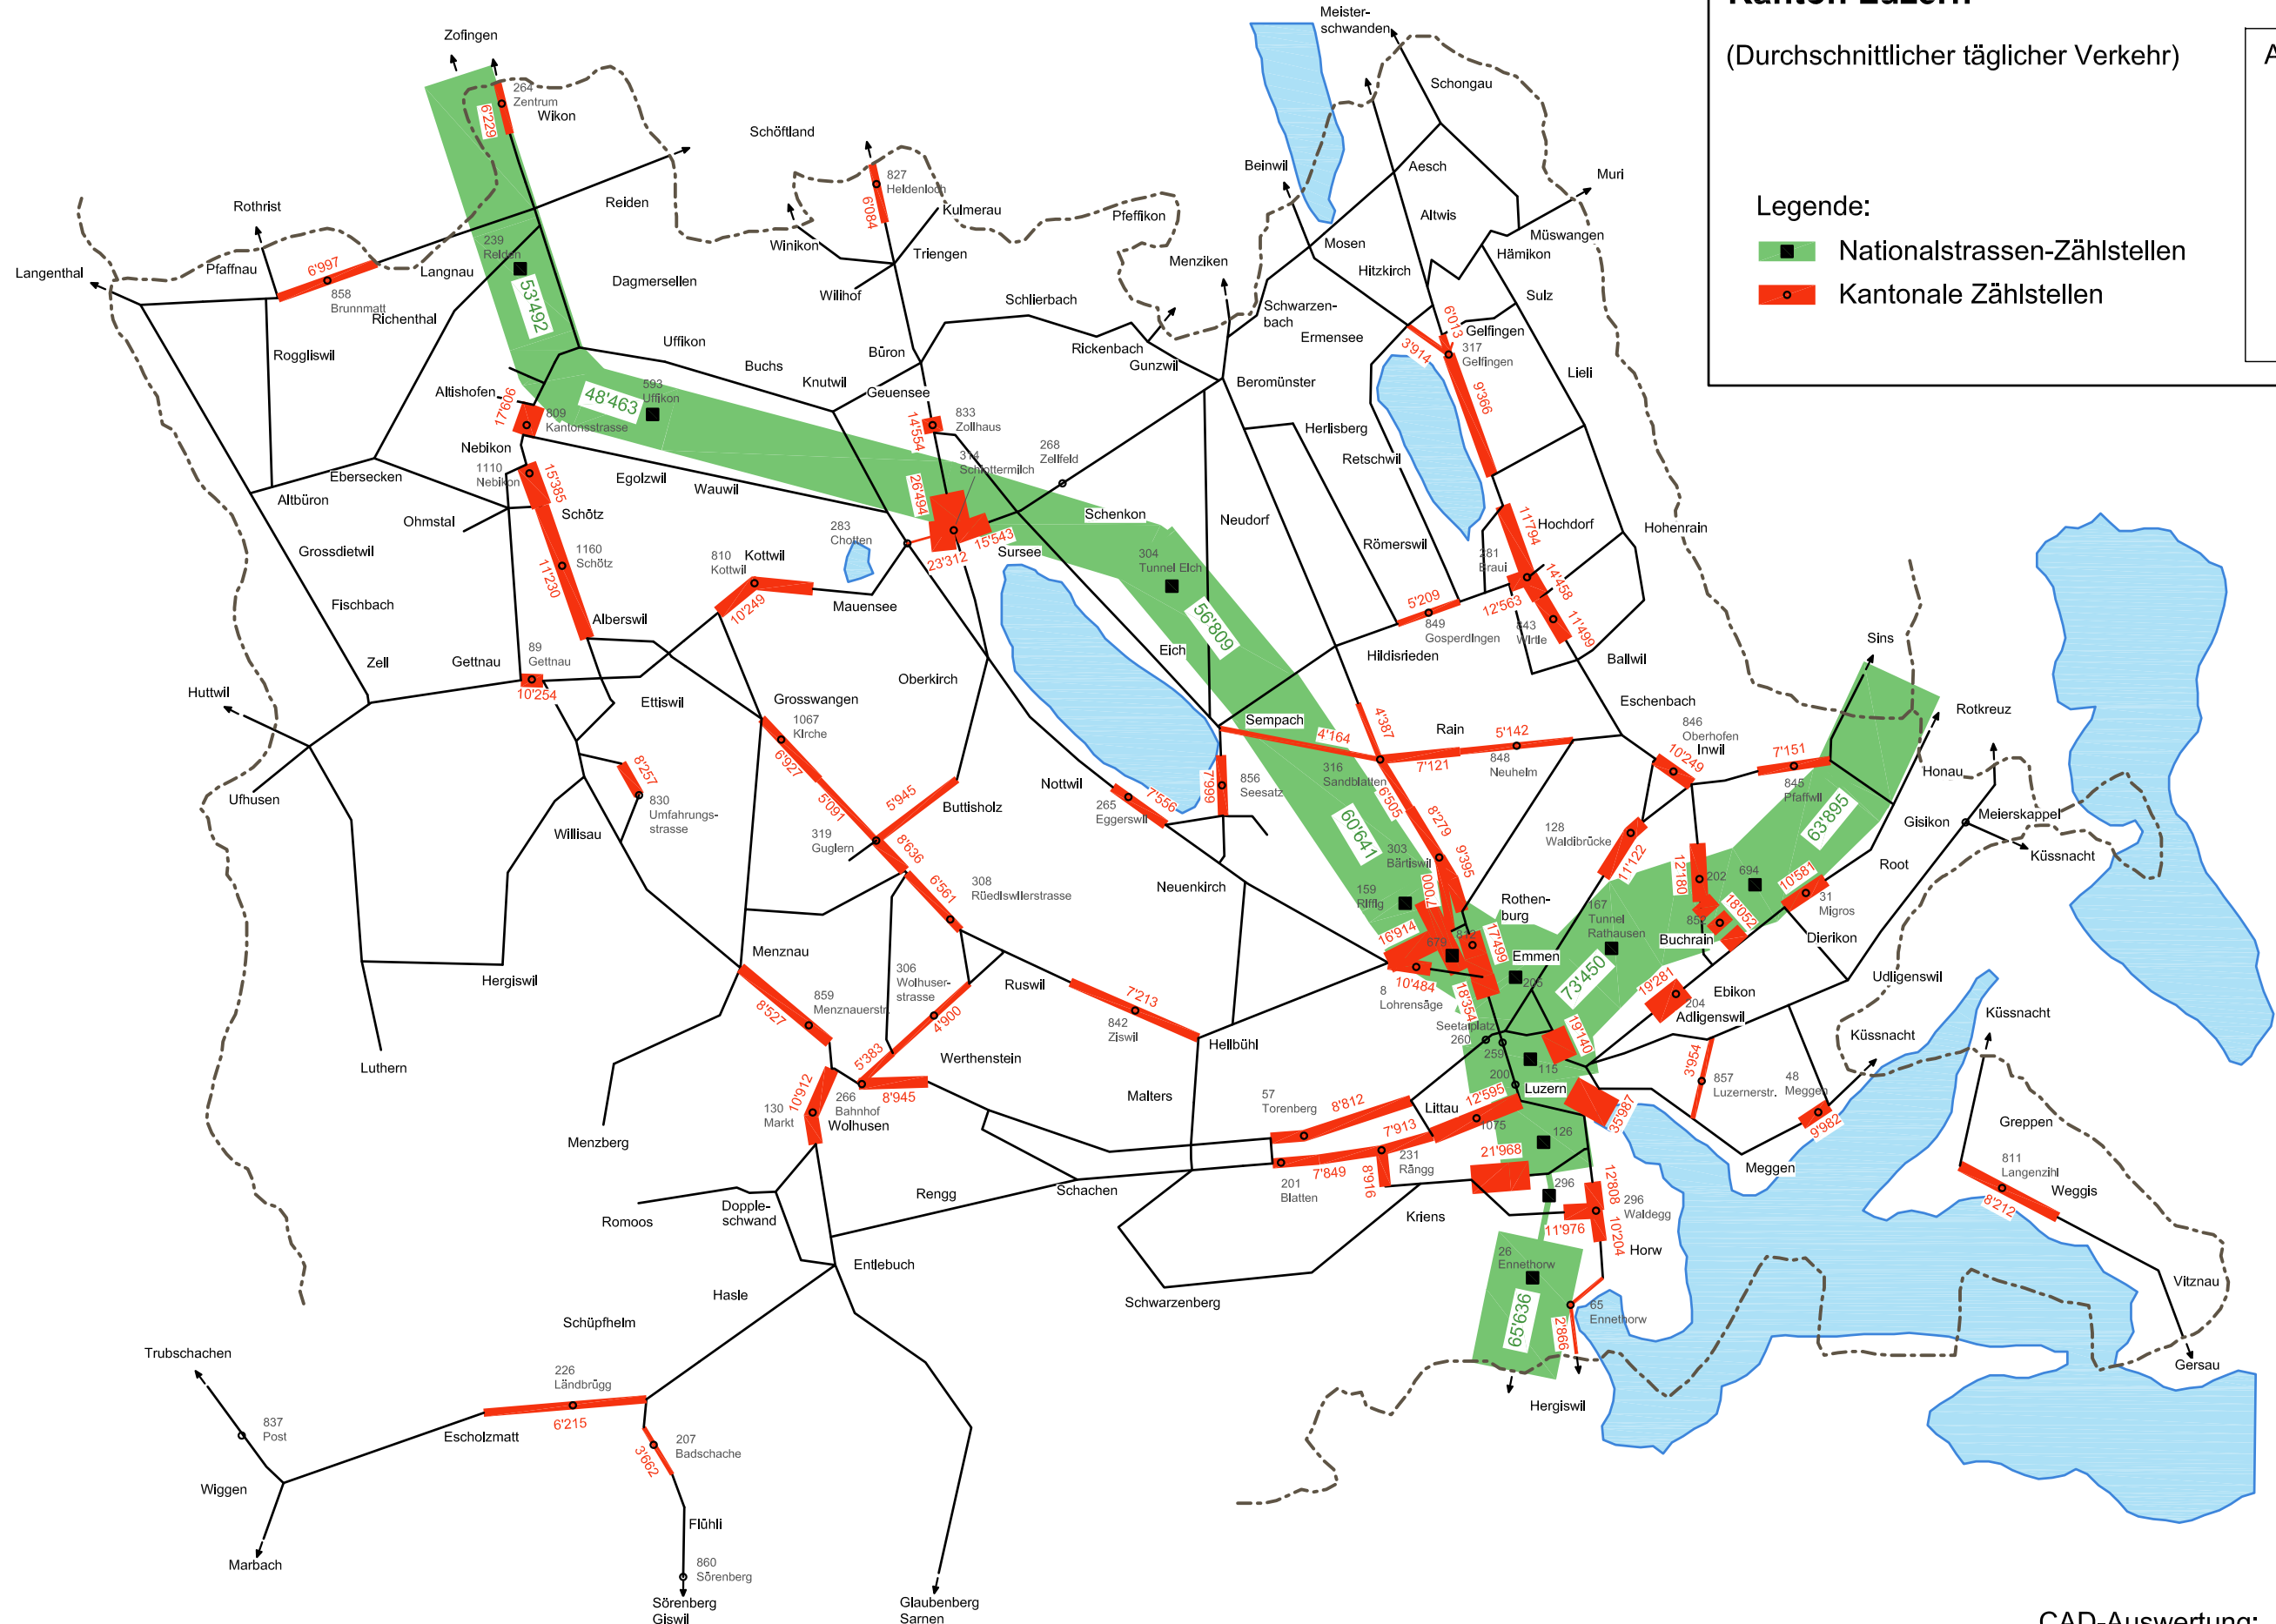 Kanton Luzern
(Durchschnittlicher täglicher Verkehr)
A
Legende:
Nationalstrassen-Zählstellen
Kantonale Zählstellen
Meister-
schwanden
Zofingen
264
Zentrum
Wikon
6'229
Schöftland
Schongau
Beinwil
Aesch
Muri
827
Heidenloch
6'084
Kulmerau
Reiden
Rothrist
Pfeffikon
Altwis
Winikon
Müswangen
Mosen
Hämikon
239
Reiden
53'492
Triengen
Menziken
Hitzkirch
Langenthal
Pfaffnau
6'997
Langnau
858
Brunnmatt
Dagmersellen
Wilihof
Schlierbach
Schwarzen-
bach
Sulz
Richenthal
6'013
Gelfingen
317
Gelfingen
3'914
Ermensee
Uffikon
Rickenbach
Gunzwil
Roggliswil
Büron
Buchs
Knutwil
Lieli
Beromünster
Altishofen
593
Uffikon
48'463
Geuensee
9'366
17'606
809
Kantonsstrasse
14'554
833
Zollhaus
Herlisberg
Nebikon
268
Zellfeld
314
Schlottermilch
Retschwil
1110
Nebikon
15'385
Ebersecken
Egolzwil
Wauwil
26'494
Altbüron
Schötz
Ohmstal
Schenkon
Neudorf
11'794
Hochdorf
Hohenrain
283
Chotten
15'543
Sursee
23'312
Römerswil
Grossdietwil
1160
Schötz
11'230
810
Kottwil
Kottwil
10'249
304
Tunnel Eich
281
Braui
14'458
12'563
Mauensee
Fischbach
Alberswil
56'809
5'209
849
Gosperdingen
843
Wirtle
11'499
Sins
Eich
Hildisrieden
Ballwil
Zell
Gettnau
89
Gettnau
10'254
Oberkirch
Huttwil
Ettiswil
Grosswangen
1067
Kirche
Eschenbach
Rotkreuz
Sempach
4'387
Rain
5'142
846
Oberhofen
Inwil
10'249
4'164
7'121
848
Neuheim
7'151
845
Pfaffwil
6'927
316
Sandblatten
Honau
8'257
Nottwil
7'999
856
Seesatz
Ufhusen
830
Umfahrungs-
strasse
5'945
Buttisholz
5'091
265
Eggerswil
7'556
6'505
8'279
63'895
Gisikon
Meierskappel
Willisau
60'641
128
Waldibrücke
319
Guglern
8'636
303
Bärtiswil
9'395
11'122
Küssnacht
Root
12'180
202
694
10'581
31
Migros
6'561
308
Rüediswilerstrasse
Neuenkirch
159
Riffig
Rothen-
burg
167
Tunnel
Rathausen
18'052
16'914
679
17'499
Buchrain
Dierikon
Menznau
Emmen
73'450
Hergiswil
306
Wolhuser-
strasse
Ruswil
10'484
8
Lohrensäge
18'354
205
19'281
204
Ebikon
Udligenswil
859
Menznauerstr.
8'527
4'900
7'213
842
Ziswil
Adligenswil
Küssnacht
Seetalplatz
260
259
19'140
Küssnacht
Luthern
5'383
Werthenstein
Hellbühl
115
3'954
857
Luzernerstr.
48
Meggen
10'912
8'945
266
Bahnhof
Wolhusen
130
Markt
Malters
57
Torenberg
8'812
200
Luzern
12'595
Littau
35'987
9'982
Menzberg
7'913
1075
126
Greppen
21'968
231
Rängg
7'849
8'916
201
Blatten
Meggen
811
Langenzihl
Weggis
8'212
Rengg
Schachen
296
12'808
296
Waldegg
Romoos
Dopple-
schwand
Kriens
11'976
10'204
Horw
Entlebuch
26
Ennethorw
Vitznau
Hasle
Schwarzenberg
65
Ennethorw
Schüpfheim
65'636
2'866
Trubschachen
Gersau
226
Ländbrügg
6'215
Hergiswil
837
Post
Escholzmatt
207
Badschache
3'662
Wiggen
Flühli
Marbach
860
Sörenberg
Sörenberg
Giswil
Glaubenberg
Sarnen
CAD-Auswertung: